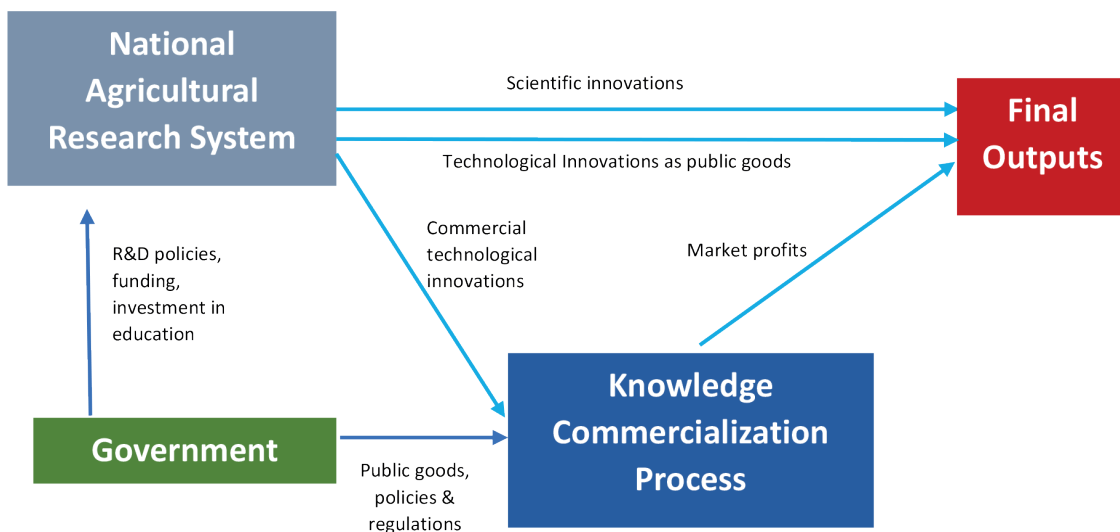 National
Agricultural
Research System
Scientific innovations
Final
Outputs
Technological Innovations as public goods
Commercial
technological
innovations
Market profits
R&D policies,
funding,
investment in
education
Knowledge
Commercialization
Process
Government
Public goods,
policies &
regulations